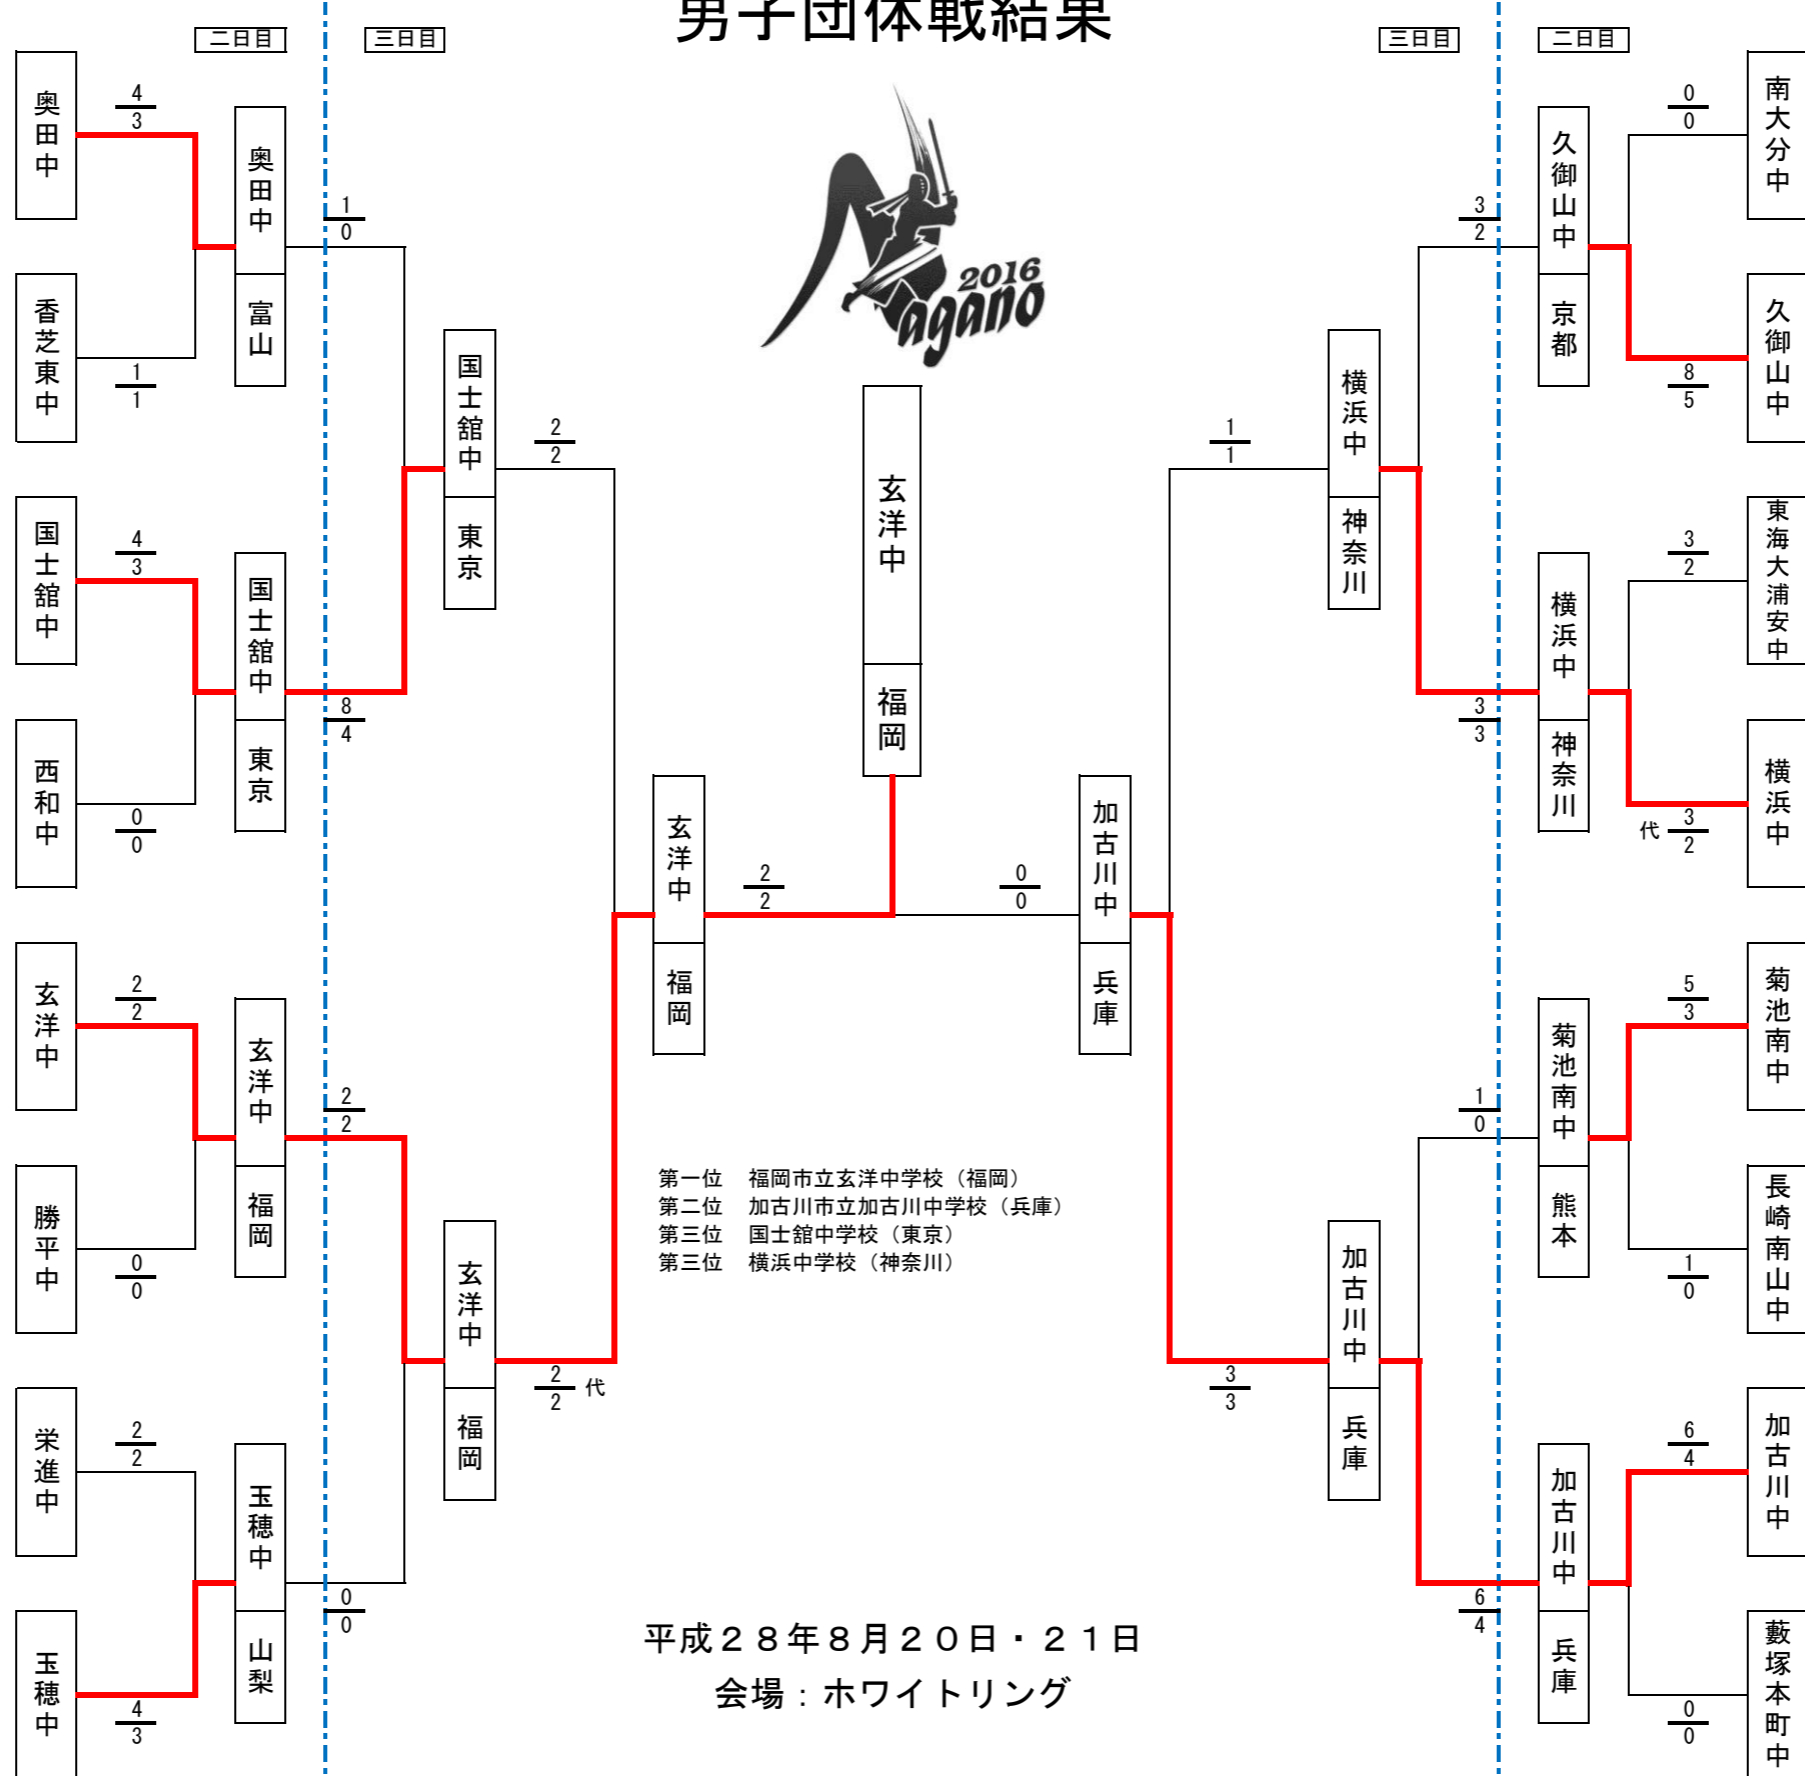 男子団体戦結果
二日目
三日目
三日目
二日目
奥田中
4
3
香芝東中
1
1
国士舘中
4
3
西和中
0
0
玄洋中
2
2
勝平中
0
0
栄進中
2
2
玉穂中
4
3
奥田中
富山
1
0
国士舘中
東京
8
4
玄洋中
福岡
2
2
玉穂中
山梨
0
0
国士舘中
東京
2
2
玄洋中
福岡
2
2
代
玄洋中
福岡
2
2
2016
Nagano
玄洋中
福岡
加古川中
兵庫
0
0
横浜中
神奈川
1
1
加古川中
兵庫
3
3
久御山中
京都
3
2
横浜中
神奈川
3
3
菊池南中
熊本
1
0
加古川中
兵庫
6
4
南大分中
0
0
久御山中
8
5
東海大浦安中
3
2
横浜中
代
3
2
菊池南中
5
3
長崎南山中
1
0
加古川中
6
4
藪塚本町中
0
0
第一位 福岡市立玄洋中学校（福岡）
第二位 加古川市立加古川中学校（兵庫）
第三位 国士舘中学校（東京）
第三位 横浜中学校（神奈川）
平成２８年８月２０日・２１日
会場：ホワイトリング